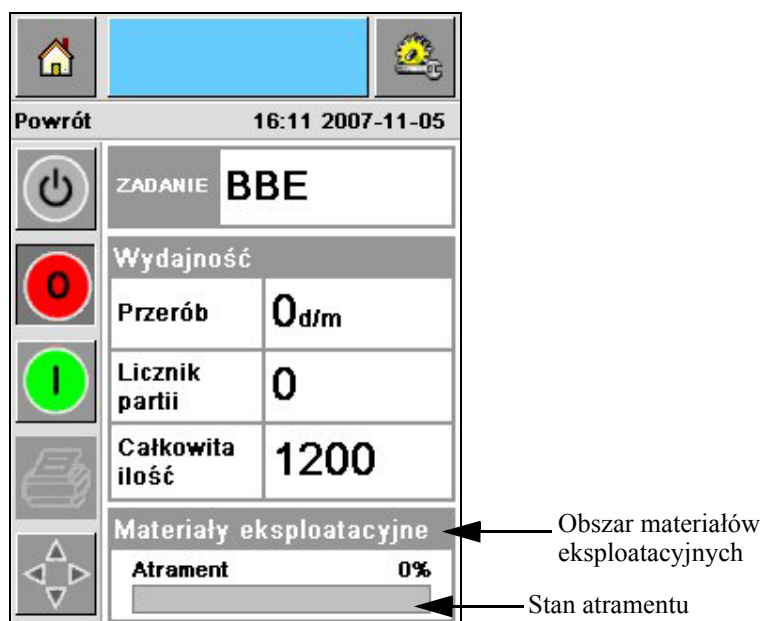 Powrót 16:11 2007-11-05
ZADANIE BBE
Wydajność
Przerób 0d/m
Licznik
partii 0
Całkowita
ilość 1200
Materiały eksploatacyjne
Atrament 0%
Obszar materiałów
eksploatacyjnych
Stan atramentu